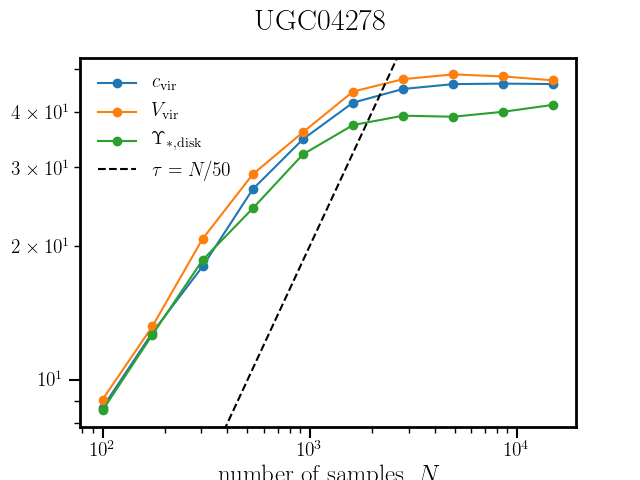 UGC04278
c_vir
V_vir
Υ_*,disk
τ = N/50
4 × 10^1
3 × 10^1
2 × 10^1
10^1
10^2
10^3
10^4
number of samples, N